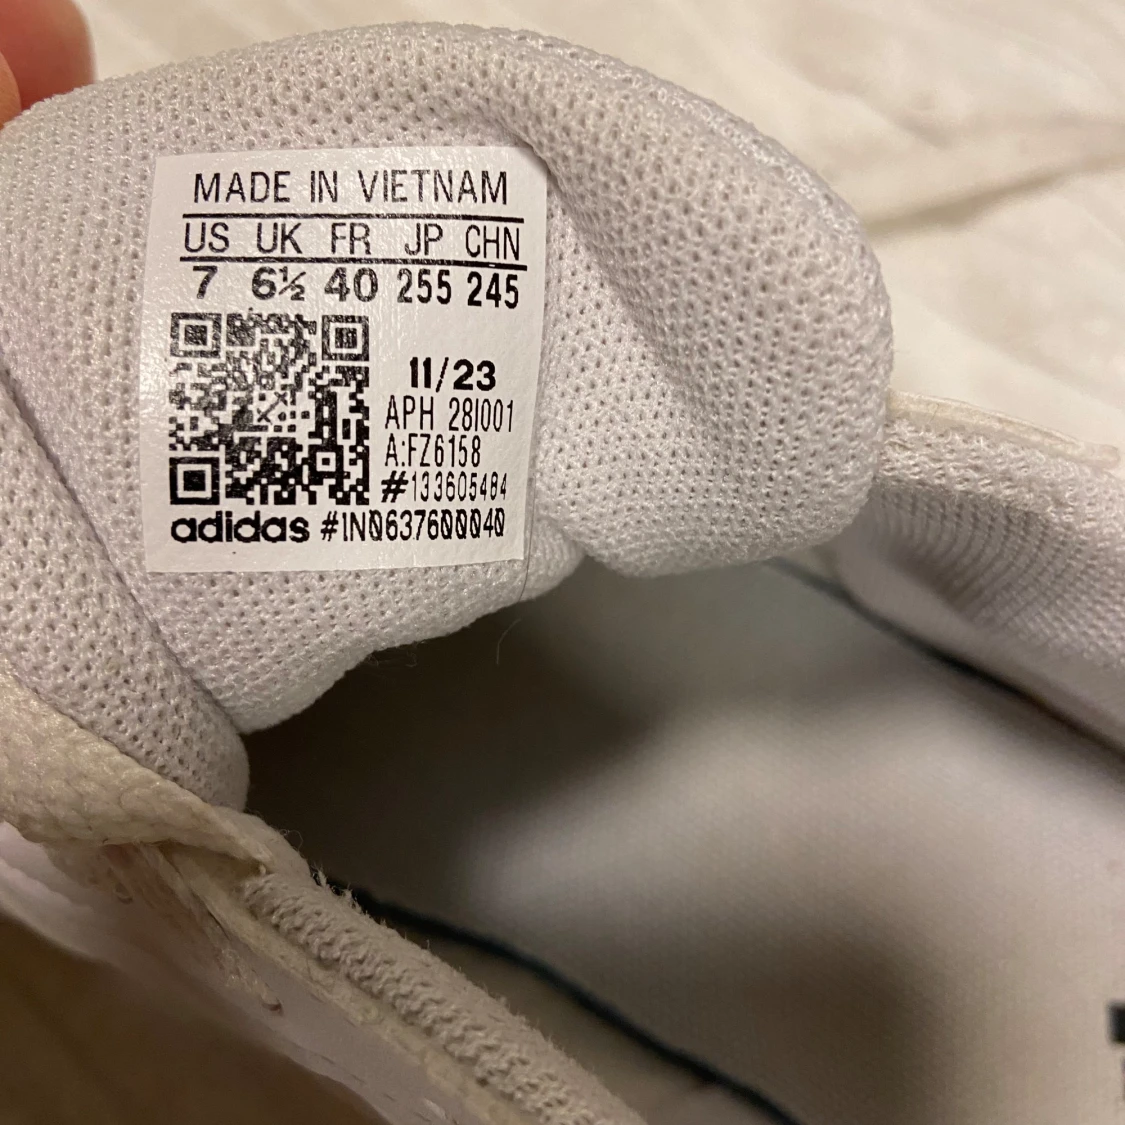 MADE IN VIETNAM
US UK FR JP CHN
7 6½ 40 255 245
11/23
APH 28I001
A:FZ6158
#133605484
adidas #1N0637600040